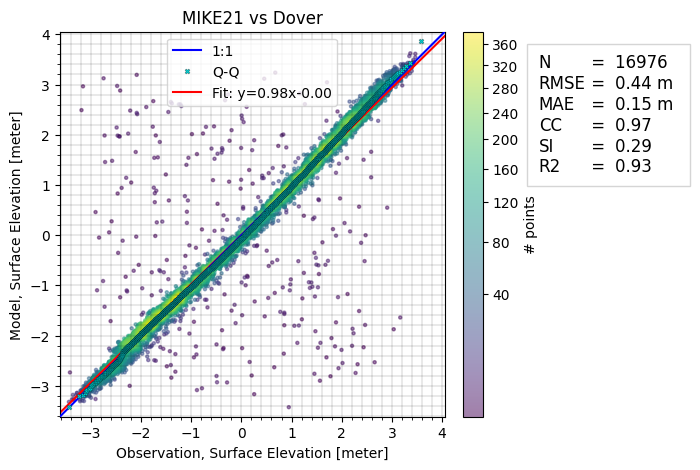 MIKE21 vs Dover
1:1
Q-Q
Fit: y=0.98x-0.00
4
3
2
1
0
−1
−2
−3
Model, Surface Elevation [meter]
−3 −2 −1 0 1 2 3 4
Observation, Surface Elevation [meter]
360
320
280
240
200
160
120
80
40
# points
N = 16976
RMSE = 0.44 m
MAE = 0.15 m
CC = 0.97
SI = 0.29
R2 = 0.93